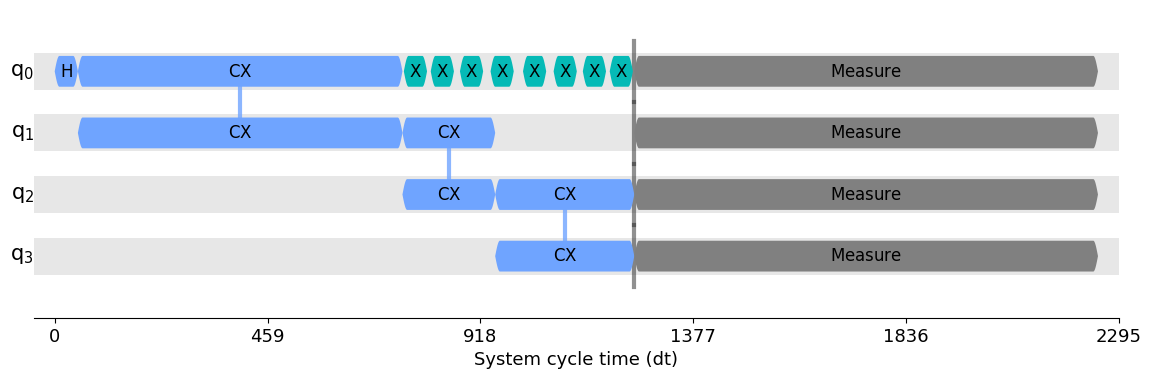 q0 H CX X X X X X X X X Measure
q1 CX CX Measure
q2 CX CX Measure
q3 CX Measure
0 459 918 1377 1836 2295
System cycle time (dt)